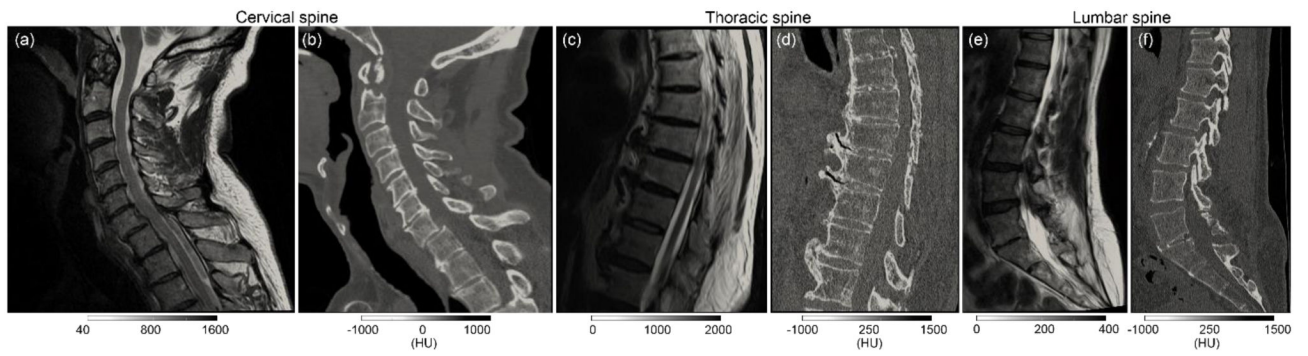 Cervical spine Thoracic spine Lumbar spine
(a) (b) (c) (d) (e) (f)
40 800 1600 -1000 0 1000 0 1000 2000 -1000 250 1500 0 200 400 -1000 250 1500
(HU) (HU) (HU)